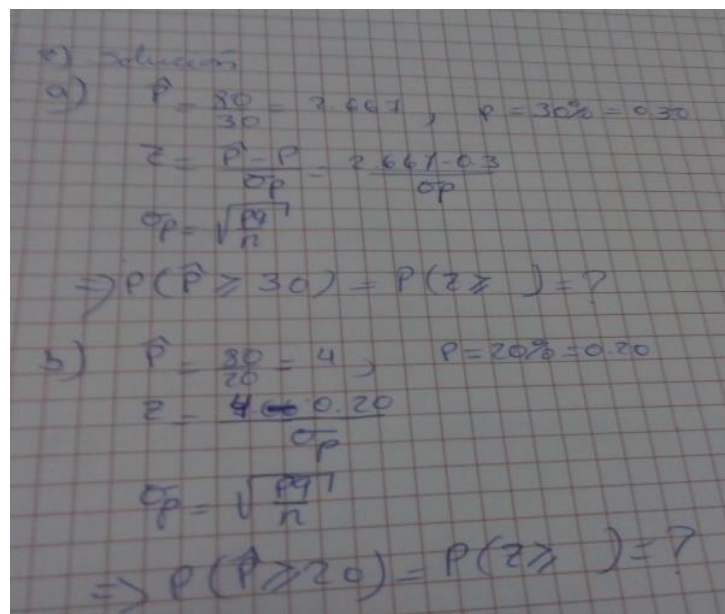 c) solución
a) P̂ = 80/30 = 2.667 , p = 30% = 0.30
z = P̂ - P / σp = 2.667 - 0.3 / σp
σp = √pq/n
⇒ P(P̂ ≥ 30) = P(z ≥ ) = ?
b) P̂ = 80/20 = 4 , P = 20% = 0.20
z = 4 - 0.20 / σp
σp = √pq/n
⇒ P(P̂ ≥ 20) = P(z ≥ ) = ?